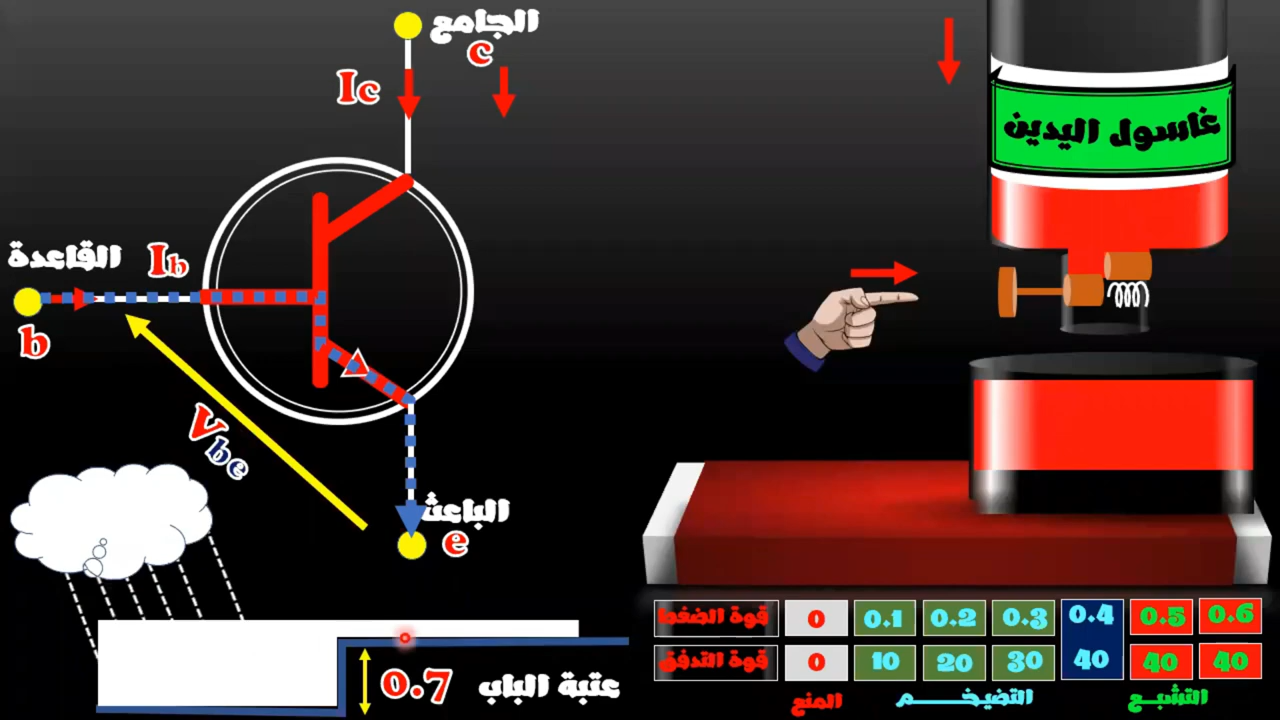 الجامع
c
Ic
غاسول اليدين
القاعدة
Ib
b
Vbe
الباعث
e
0.7
عتبة الباب
قوة الضغط 0 0.1 0.2 0.3 0.4 0.5 0.6
قوة التدفق 0 10 20 30 40 40 40
المنع التضيخم التشبع